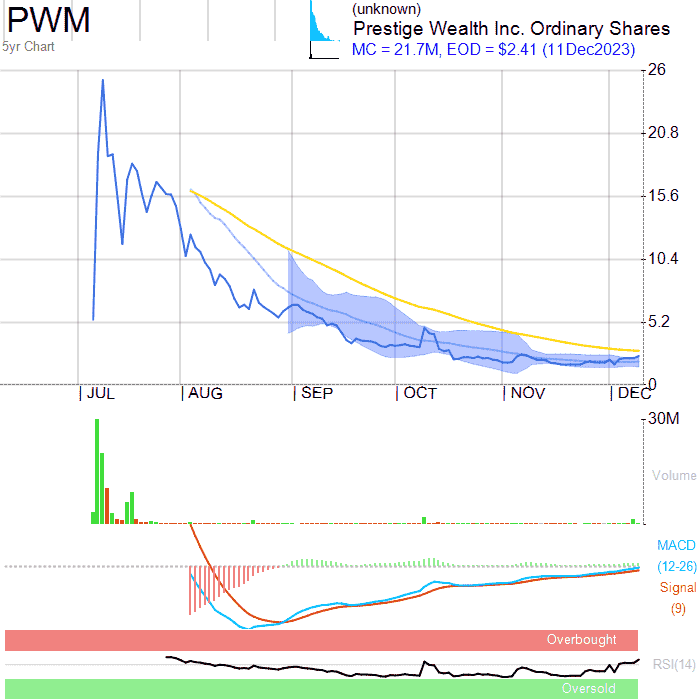 PWM
5yr Chart
(unknown)
Prestige Wealth Inc. Ordinary Shares
MC = 21.7M, EOD = $2.41 (11Dec2023)
26
20.8
15.6
10.4
5.2
0
JUL AUG SEP OCT NOV DEC
30M
Volume
MACD
(12-26)
Signal
(9)
Overbought
RSI(14)
Oversold